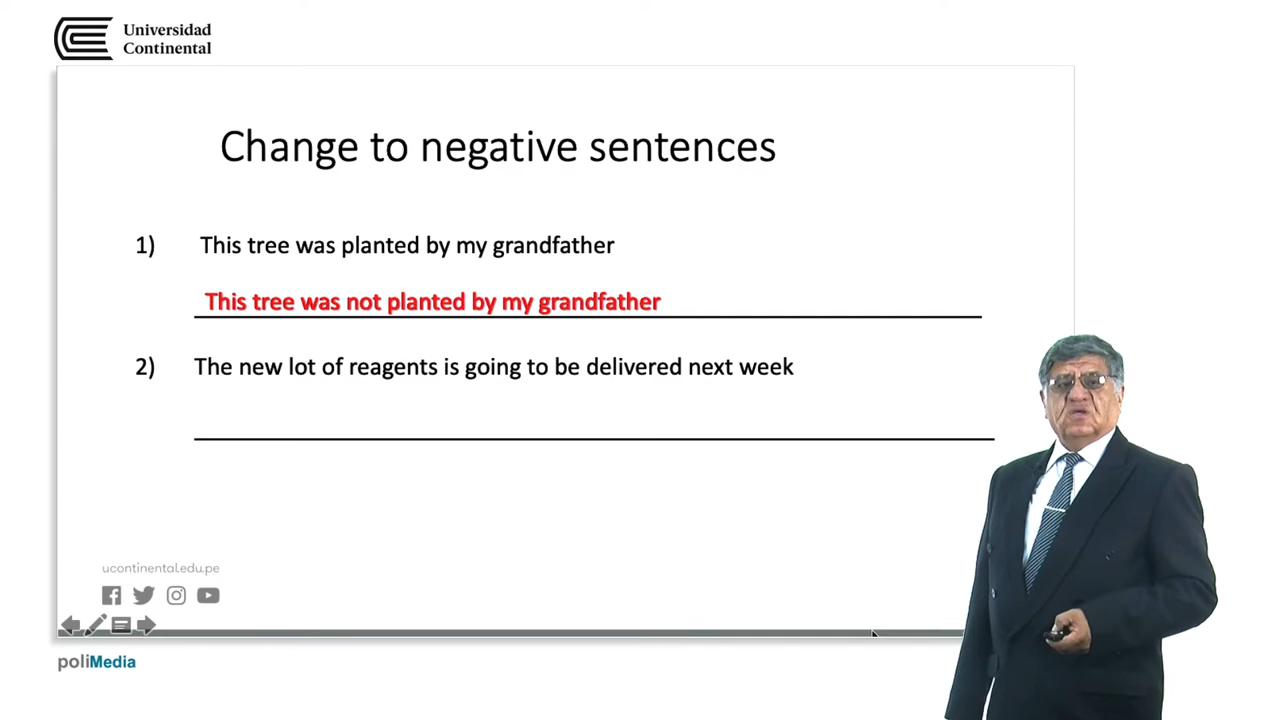 Universidad
Continental
Change to negative sentences
1) This tree was planted by my grandfather
This tree was not planted by my grandfather
2) The new lot of reagents is going to be delivered next week
ucontinental.edu.pe
poliMedia